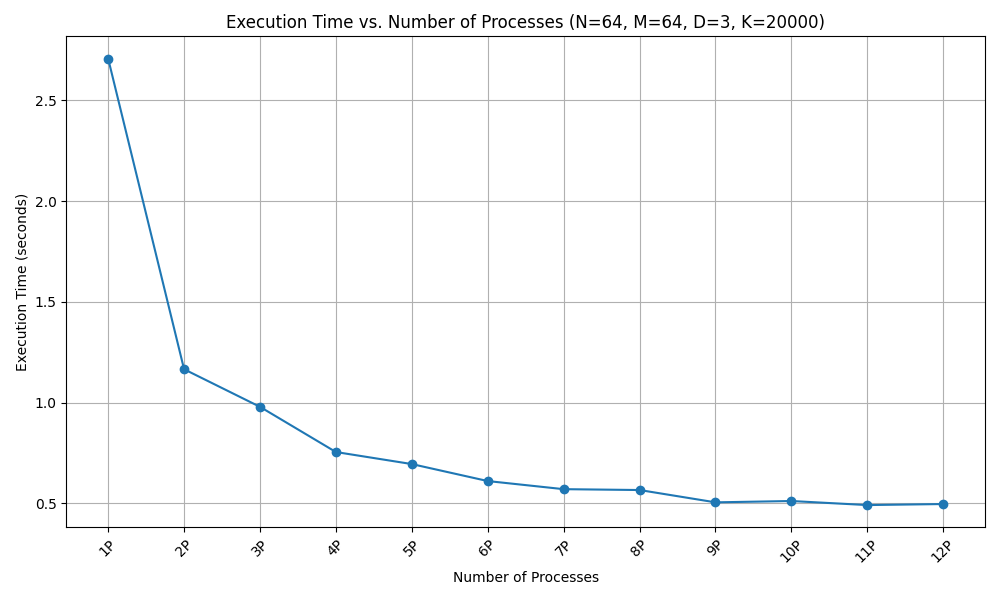 Execution Time vs. Number of Processes (N=64, M=64, D=3, K=20000)
Execution Time (seconds)
2.5
2.0
1.5
1.0
0.5
1P 2P 3P 4P 5P 6P 7P 8P 9P 10P 11P 12P
Number of Processes